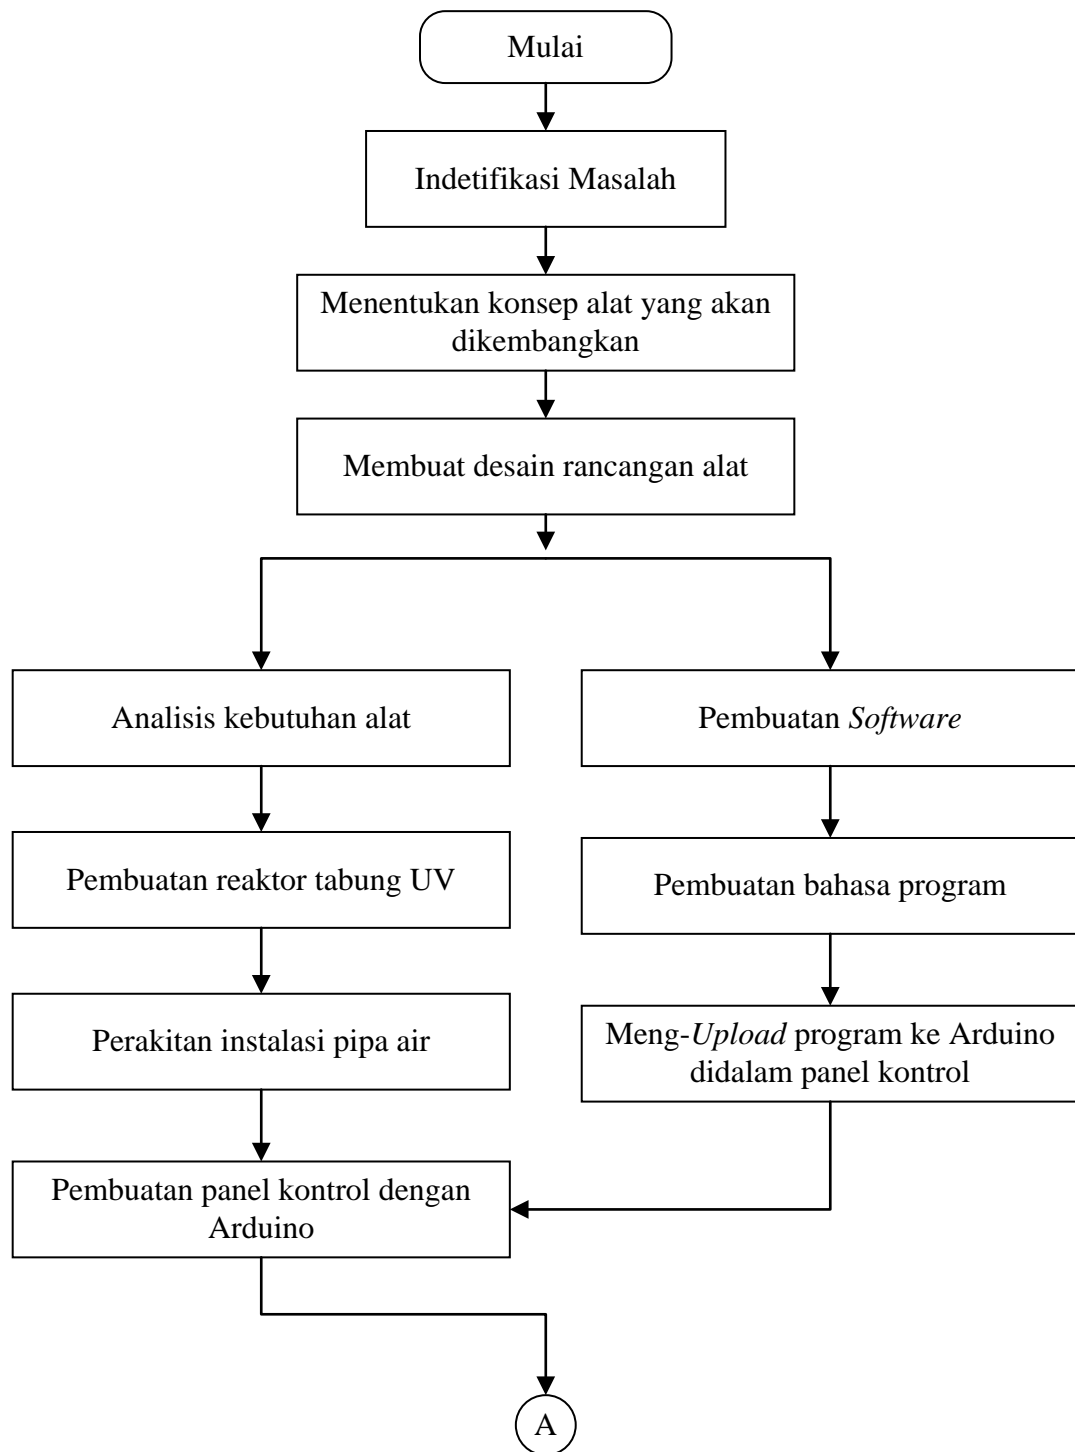 Mulai
Indetifikasi Masalah
Menentukan konsep alat yang akan
dikembangkan
Membuat desain rancangan alat
Analisis kebutuhan alat
Pembuatan reaktor tabung UV
Perakitan instalasi pipa air
Pembuatan panel kontrol dengan
Arduino
Pembuatan Software
Pembuatan bahasa program
Meng-Upload program ke Arduino
didalam panel kontrol
A